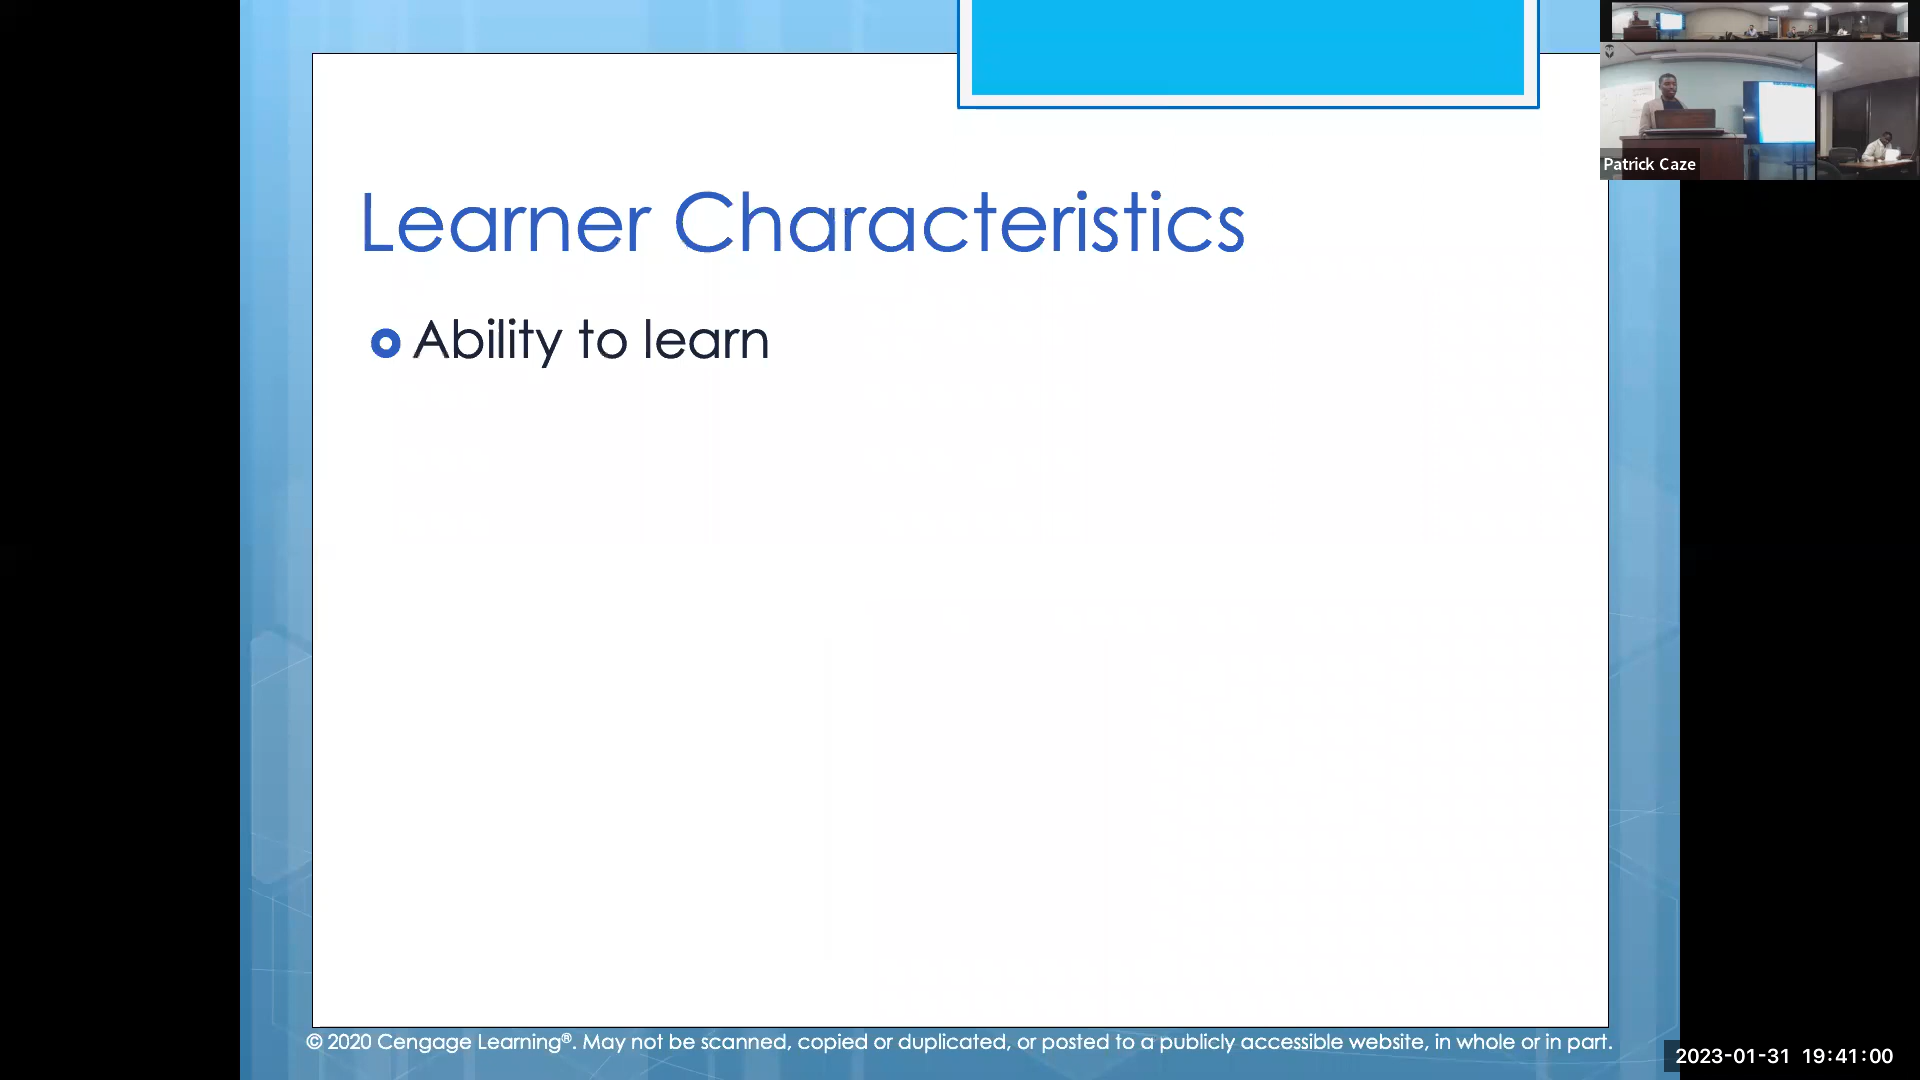 Learner Characteristics
Ability to learn
© 2020 Cengage Learning®. May not be scanned, copied or duplicated, or posted to a publicly accessible website, in whole or in part.
Patrick Caze
2023-01-31 19:41:00